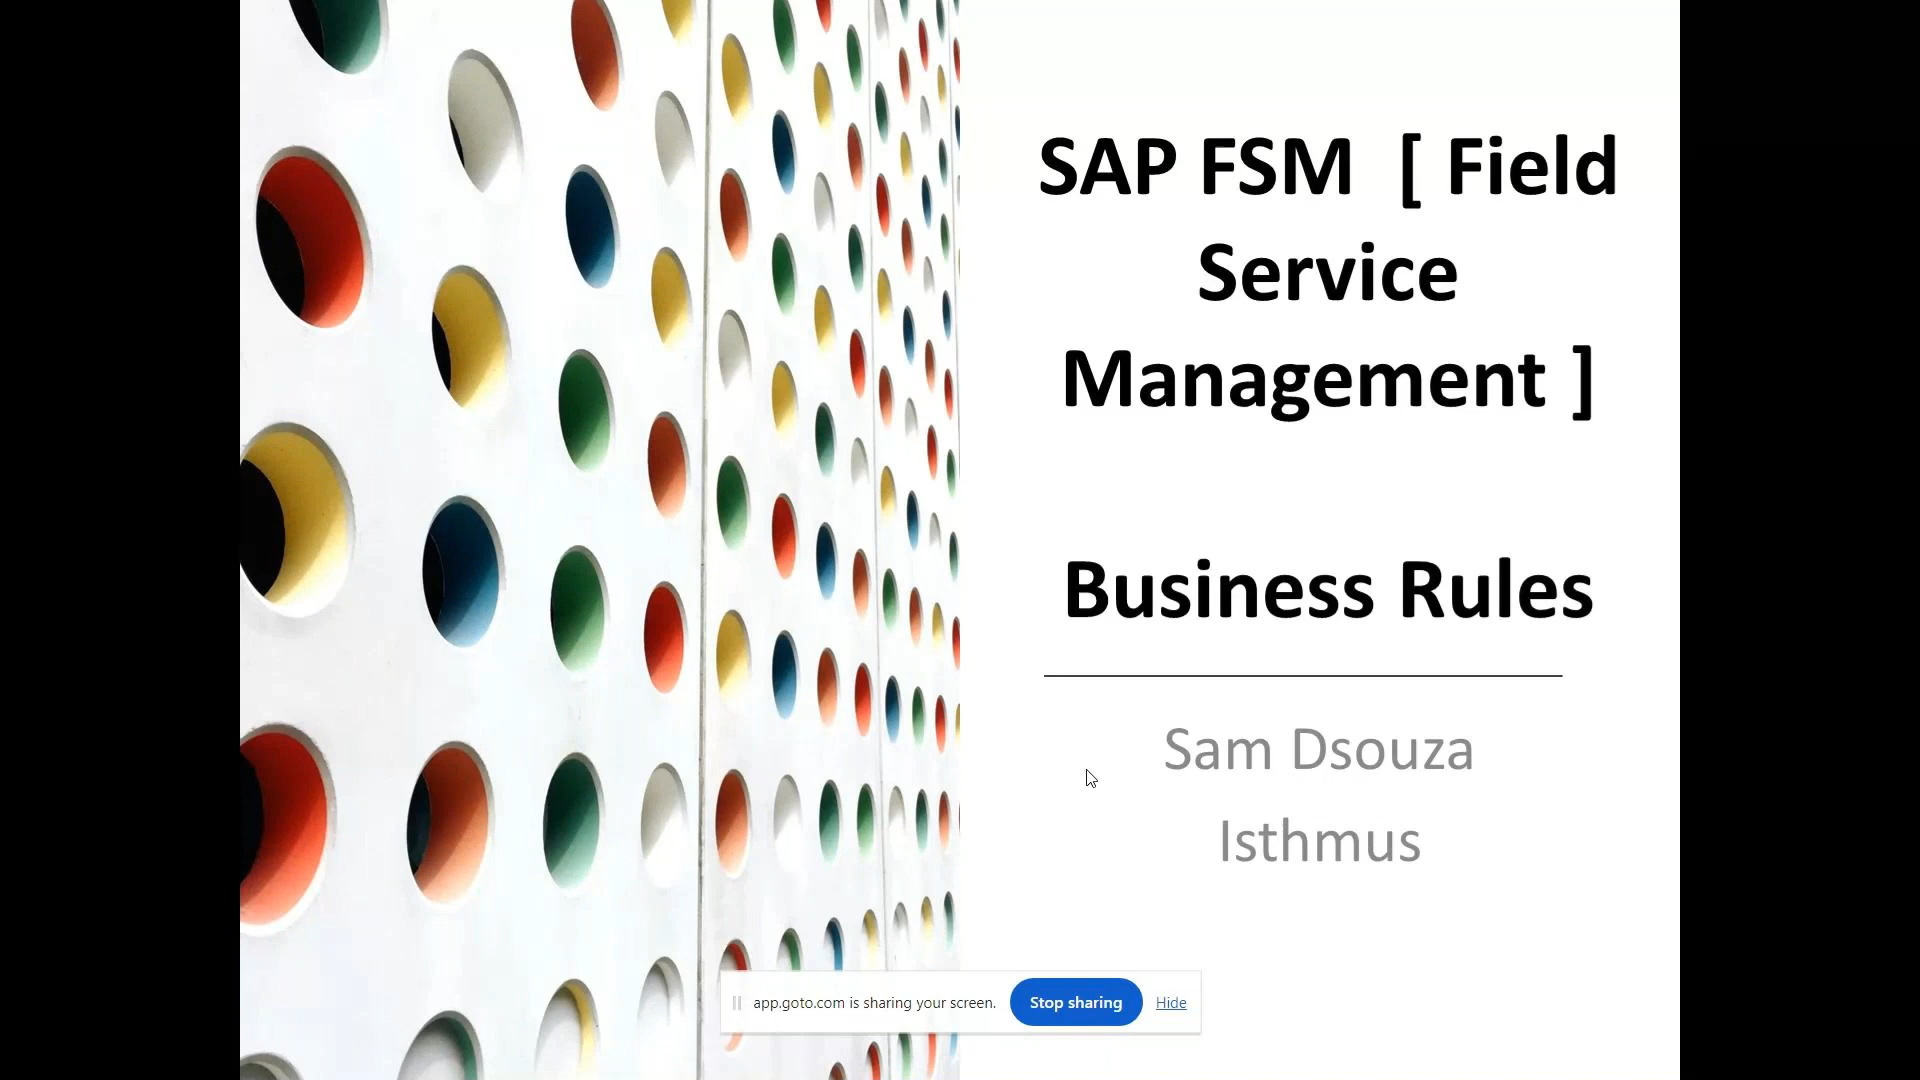 SAP FSM [ Field
Service
Management ]
Business Rules
Sam Dsouza
Isthmus
app.goto.com is sharing your screen. Stop sharing Hide